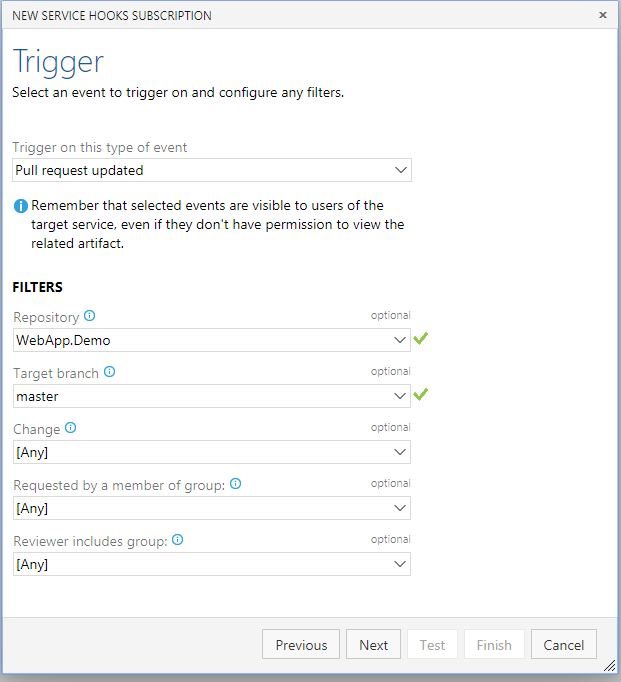 NEW SERVICE HOOKS SUBSCRIPTION
Trigger
Select an event to trigger on and configure any filters.
Trigger on this type of event
Pull request updated
Remember that selected events are visible to users of the
target service, even if they don't have permission to view the
related artifact.
FILTERS
Repository optional
WebApp.Demo
Target branch optional
master
Change optional
[Any]
Requested by a member of group: optional
[Any]
Reviewer includes group: optional
[Any]
Previous Next Test Finish Cancel